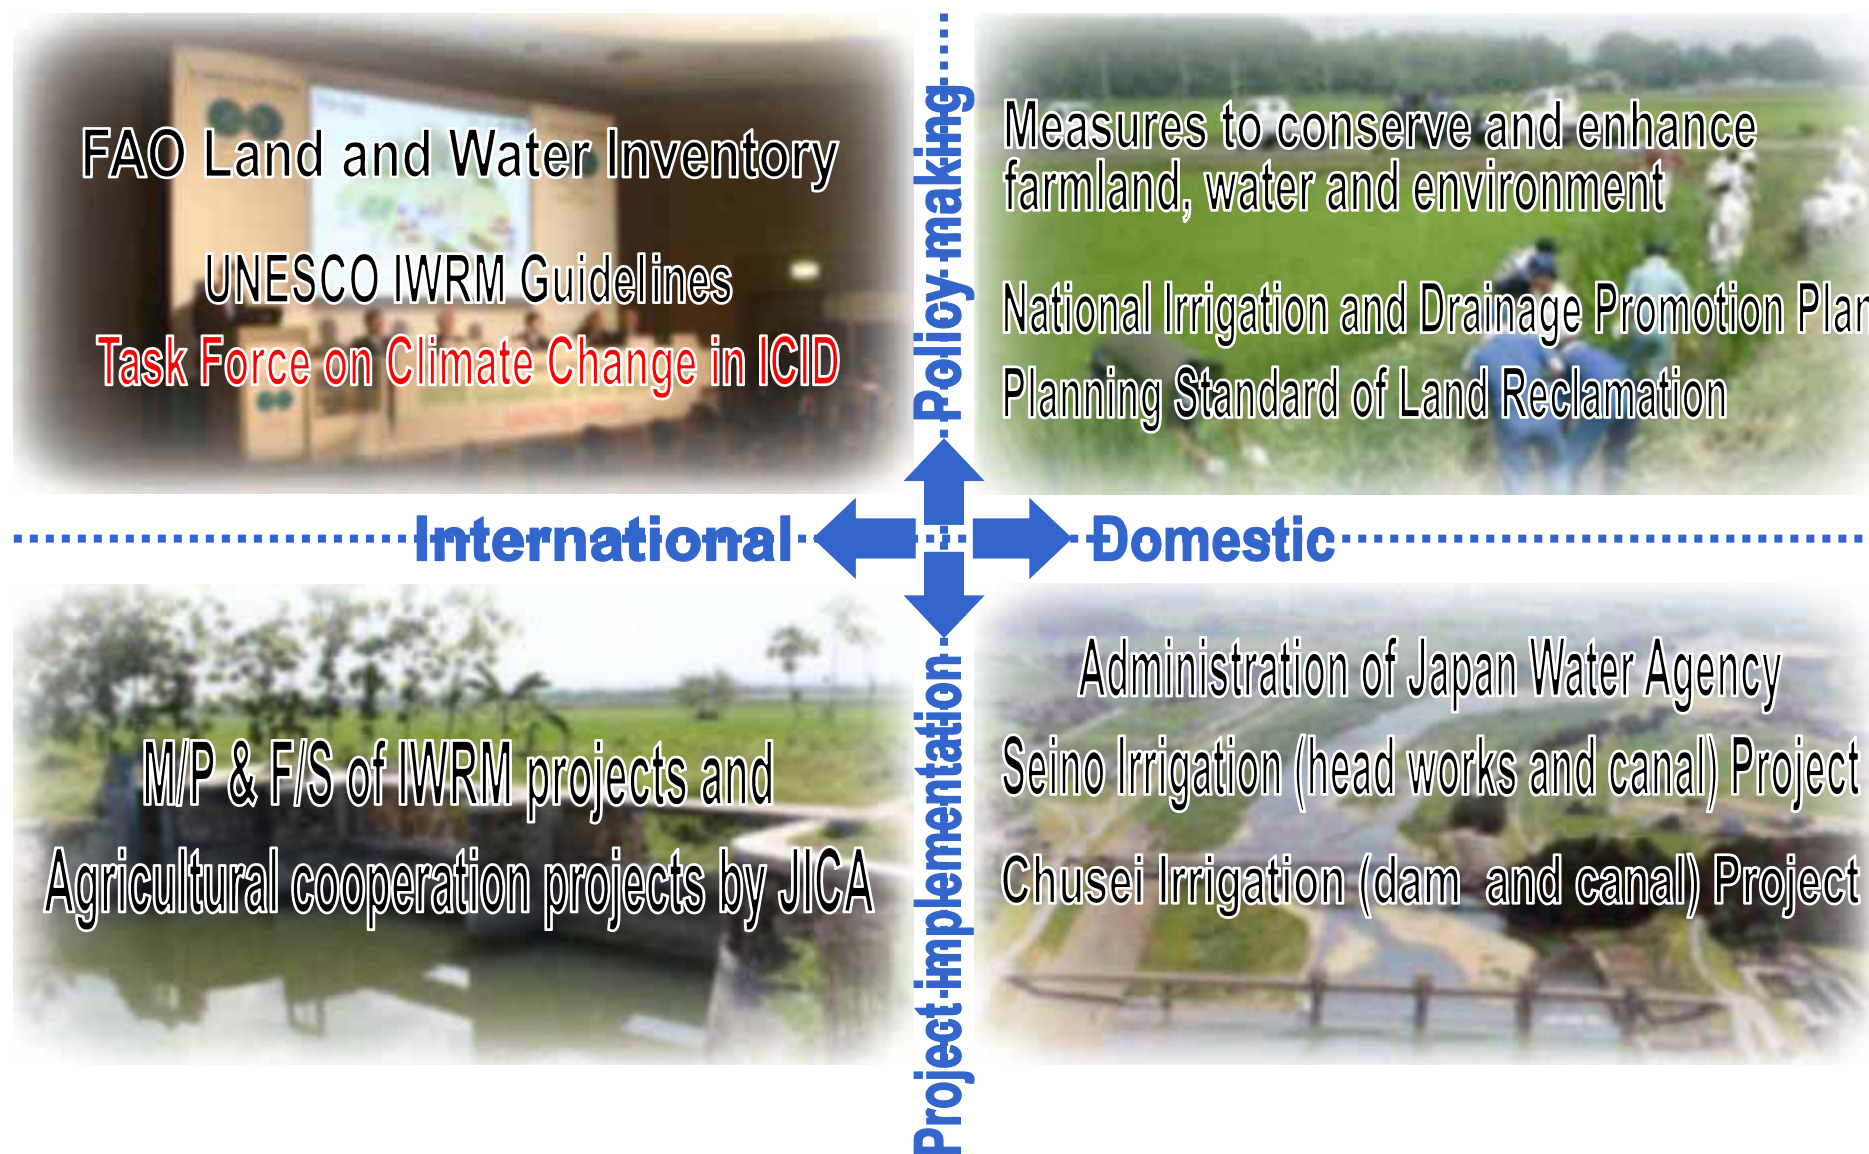 FAO Land and Water Inventory
UNESCO IWRM Guidelines
Task Force on Climate Change in ICID
Policy making
Measures to conserve and enhance
farmland, water and environment
National Irrigation and Drainage Promotion Plan
Planning Standard of Land Reclamation
International
Domestic
M/P & F/S of IWRM projects and
Agricultural cooperation projects by JICA
Project implementation
Administration of Japan Water Agency
Seino Irrigation (head works and canal) Project
Chusei Irrigation (dam and canal) Project